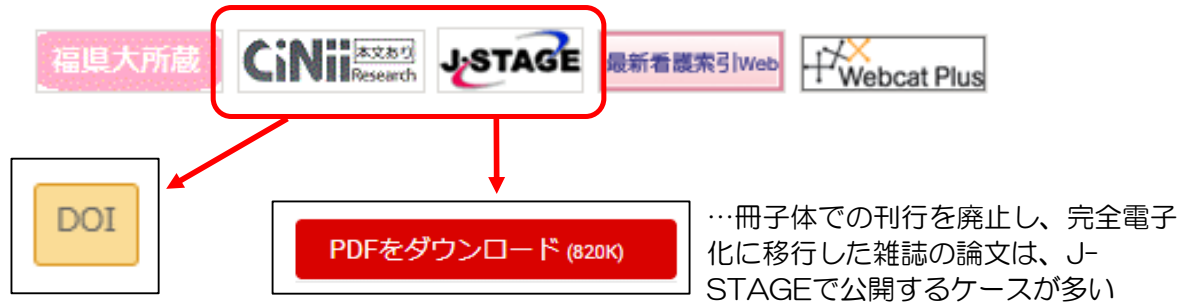 福県大所蔵
CiNii 本文あり Research
J-STAGE
最新看護索引Web
Webcat Plus
DOI
PDFをダウンロード (820K)
…冊子体での刊行を廃止し、完全電子
化に移行した雑誌の論文は、J-
STAGEで公開するケースが多い